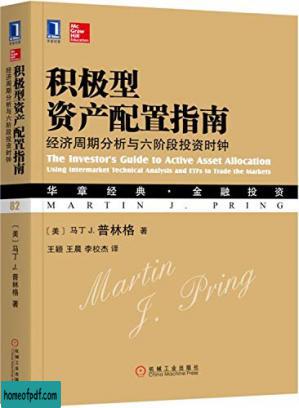 华章教育
Mc
Graw
Hill
Education
积极型
资产配置指南
经济周期分析与六阶段投资时钟
The Investor's Guide to Active Asset Allocation
Using Intermarket Technical Analysis and ETFs to Trade the Markets
华章经典·金融投资
MARTIN J. PRING
[美] 马丁 J. 普林格 著
王颖 王晨 李校杰 译
Martin
J. Pring
机械工业出版社
积极型资产配置指南
经济周期分析与六阶段投资时钟
82
[美] 马丁 J. 普林格 著
机械工业出版社
homeofpdf.com